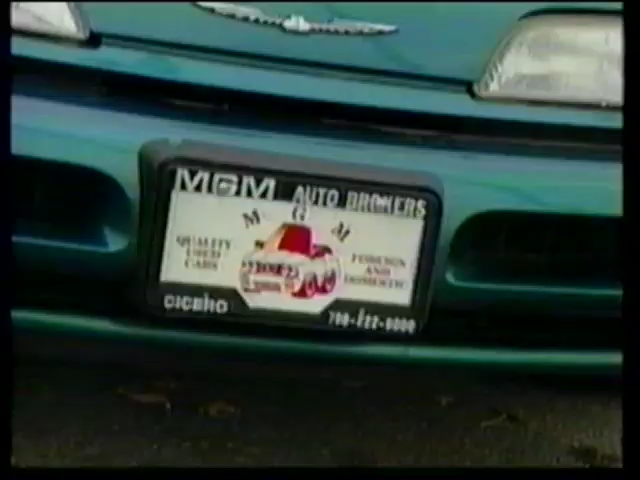 MGM AUTO BROKERS
M G M
QUALITY
USED
CARS
FOREIGN
AND
DOMESTIC
CICERO